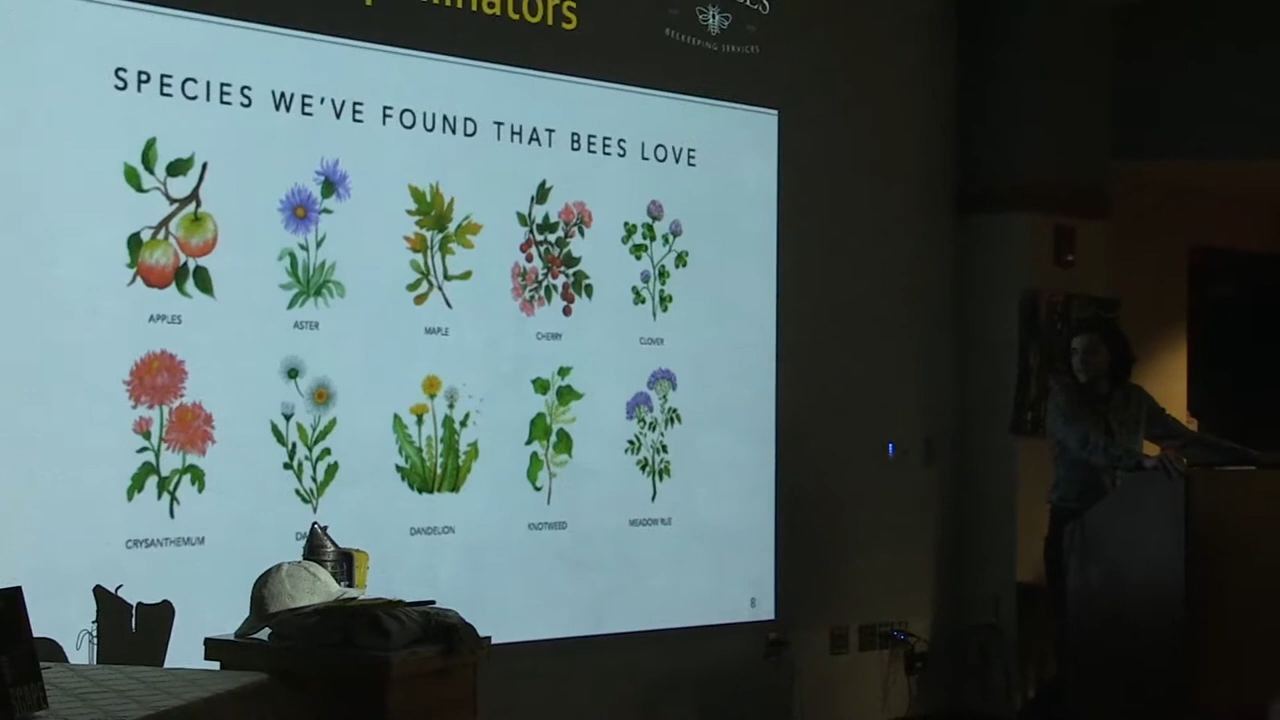 SPECIES WE'VE FOUND THAT BEES LOVE
BEEKEEPING SERVICES
APPLES
ASTER
MAPLE
CHERRY
CLOVER
CRYSANTHEMUM
DANDELION
KNOTWEED
MEADOW RUE
8